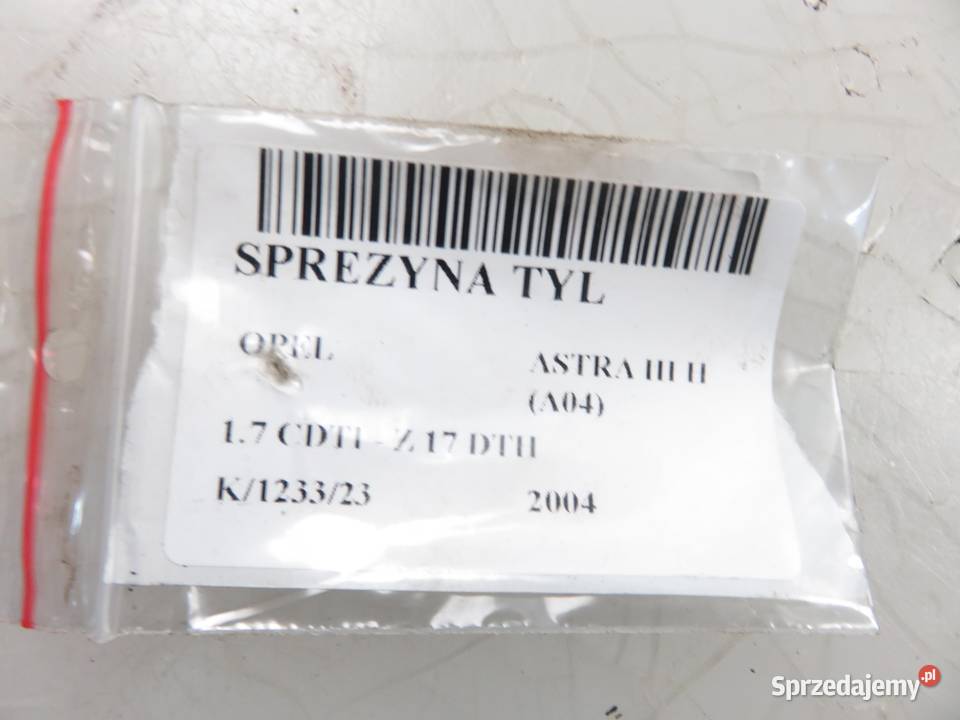 SPREZYNA TYL
OPEL
ASTRA III H
(A04)
1.7 CDTI - Z 17 DTH
K/1233/23
2004
Sprzedajemy.pl